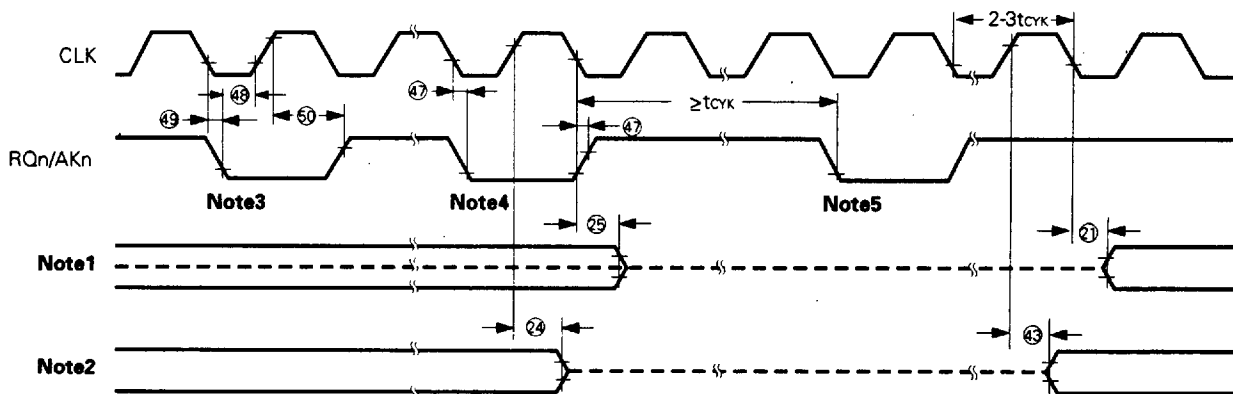 2-3tCYK
CLK
㊽ ㊼
㊾ ㊿ ≥tCYK ㊼
RQn/AKn
Note3 Note4 Note5
㉕ ㉑
Note1
㉔ ㊸
Note2